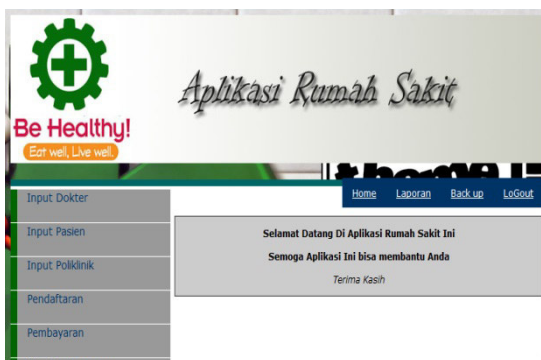 Aplikasi Rumah Sakit
Be Healthy!
Eat well, Live well.
Home Laporan Back up LoGout
Input Dokter
Input Pasien
Input Poliklinik
Pendaftaran
Pembayaran
Selamat Datang Di Aplikasi Rumah Sakit Ini
Semoga Aplikasi Ini bisa membantu Anda
Terima Kasih